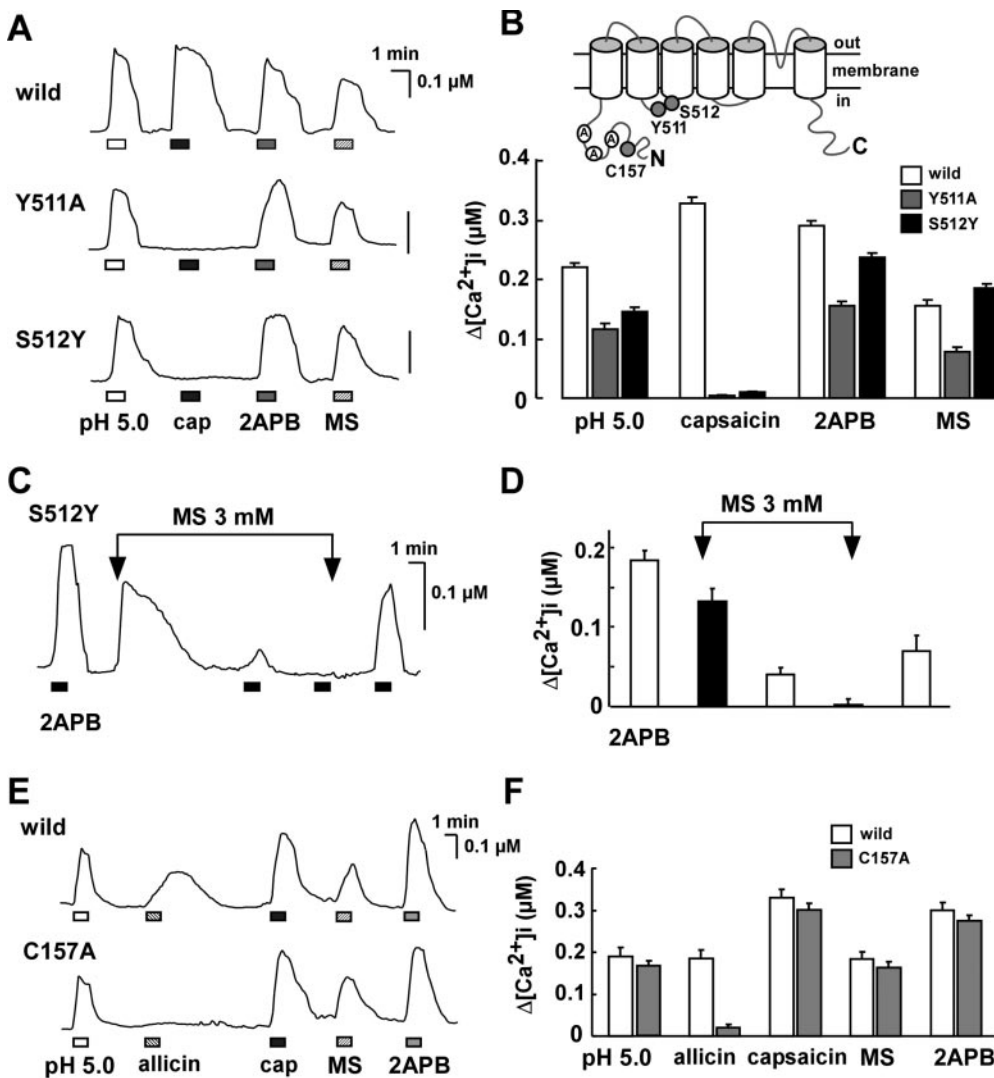 A
wild
1 min
0.1 µM
Y511A
S512Y
pH 5.0 cap 2APB MS
B
out
membrane
in
S512
Y511
A
A
A
C157
N
C
0.4
0.3
0.2
0.1
0
Δ[Ca2+]i (µM)
wild
Y511A
S512Y
pH 5.0 capsaicin 2APB MS
C
S512Y
MS 3 mM
1 min
0.1 µM
2APB
D
MS 3 mM
0.2
0.1
0
Δ[Ca2+]i (µM)
2APB
E
wild
1 min
0.1 µM
C157A
pH 5.0 allicin cap MS 2APB
F
wild
C157A
0.4
0.3
0.2
0.1
0
Δ[Ca2+]i (µM)
pH 5.0 allicin capsaicin MS 2APB